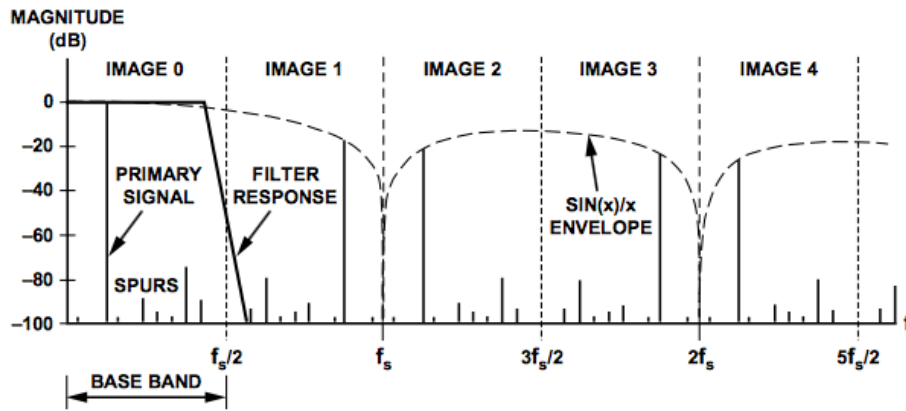 MAGNITUDE
(dB)
IMAGE 0
IMAGE 1
IMAGE 2
IMAGE 3
IMAGE 4
0
–20
–40
–60
–80
–100
PRIMARY
SIGNAL
FILTER
RESPONSE
SIN(x)/x
ENVELOPE
SPURS
f
fs/2
fs
3fs/2
2fs
5fs/2
BASE BAND